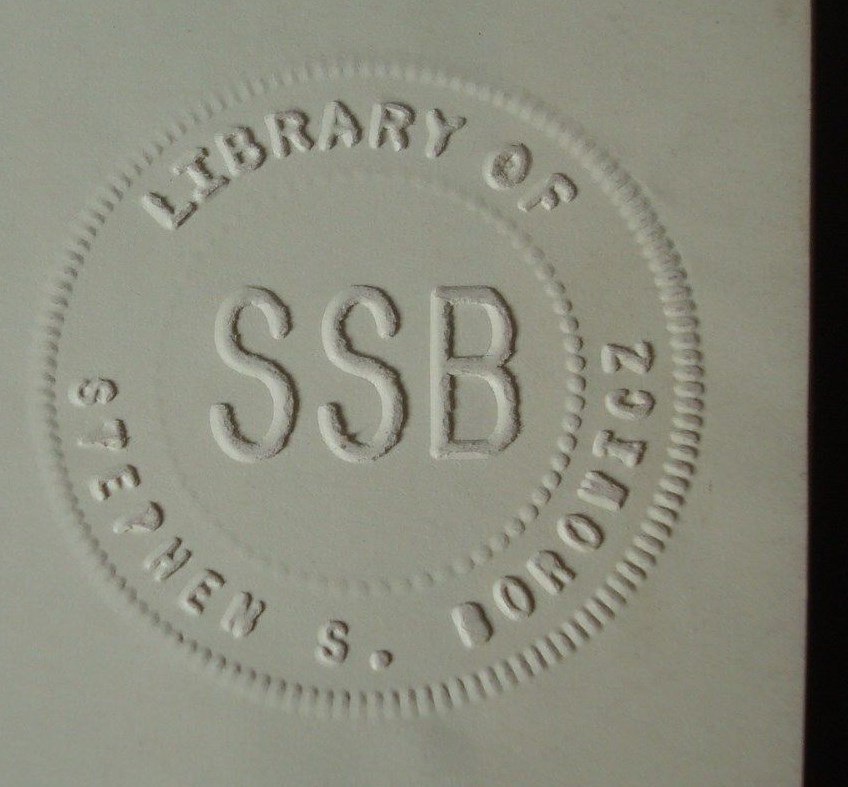 LIBRARY OF
SSB
STEPHEN S. BOROWICZ